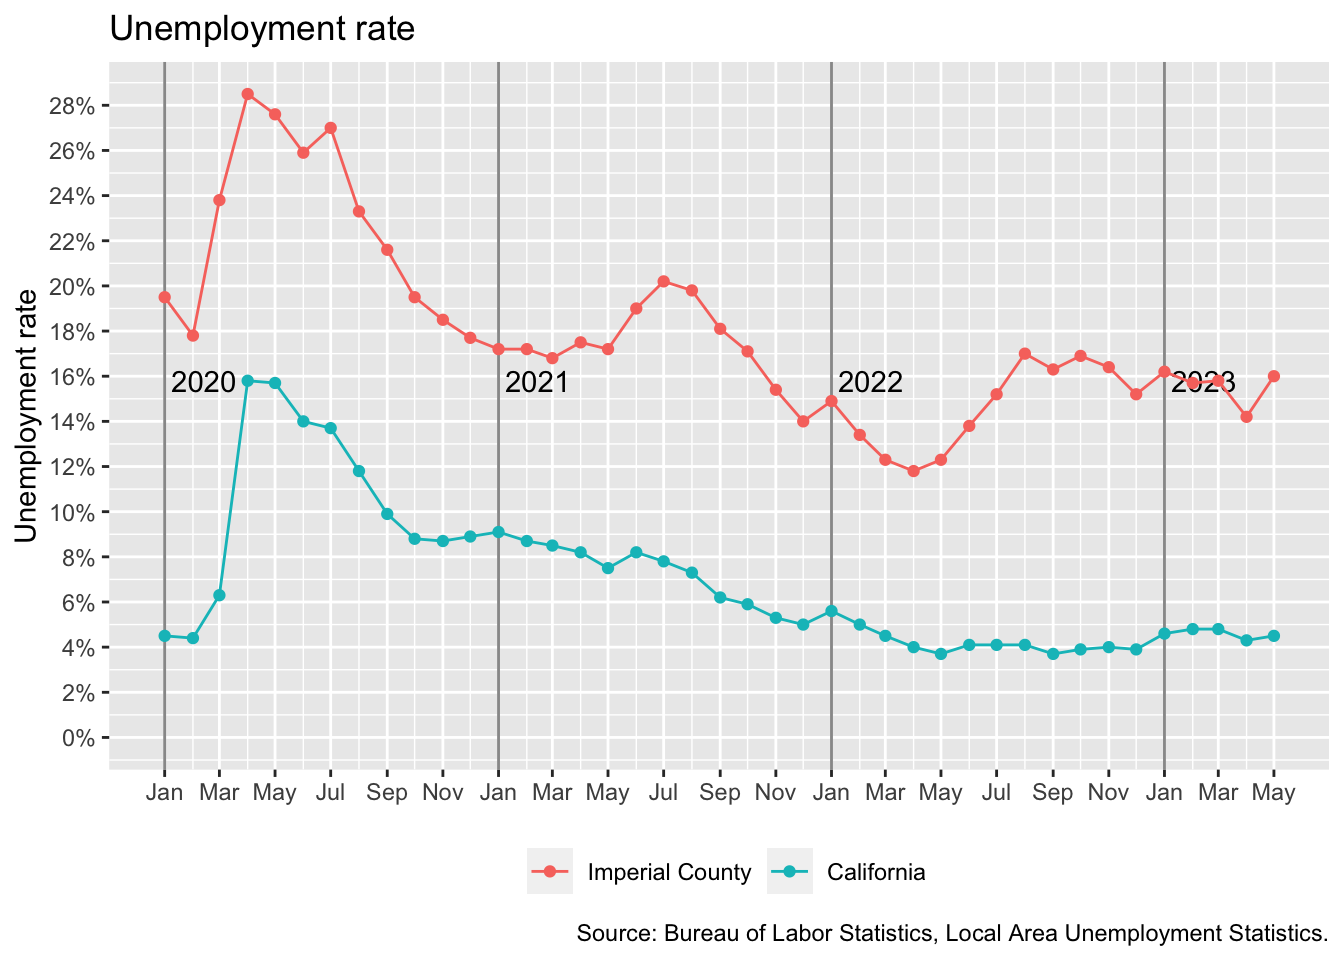 Unemployment rate
Unemployment rate
28%
26%
24%
22%
20%
18%
16%
14%
12%
10%
8%
6%
4%
2%
0%
2020 2021 2022 2023
Jan Mar May Jul Sep Nov Jan Mar May Jul Sep Nov Jan Mar May Jul Sep Nov Jan Mar May
Imperial County California
Source: Bureau of Labor Statistics, Local Area Unemployment Statistics.